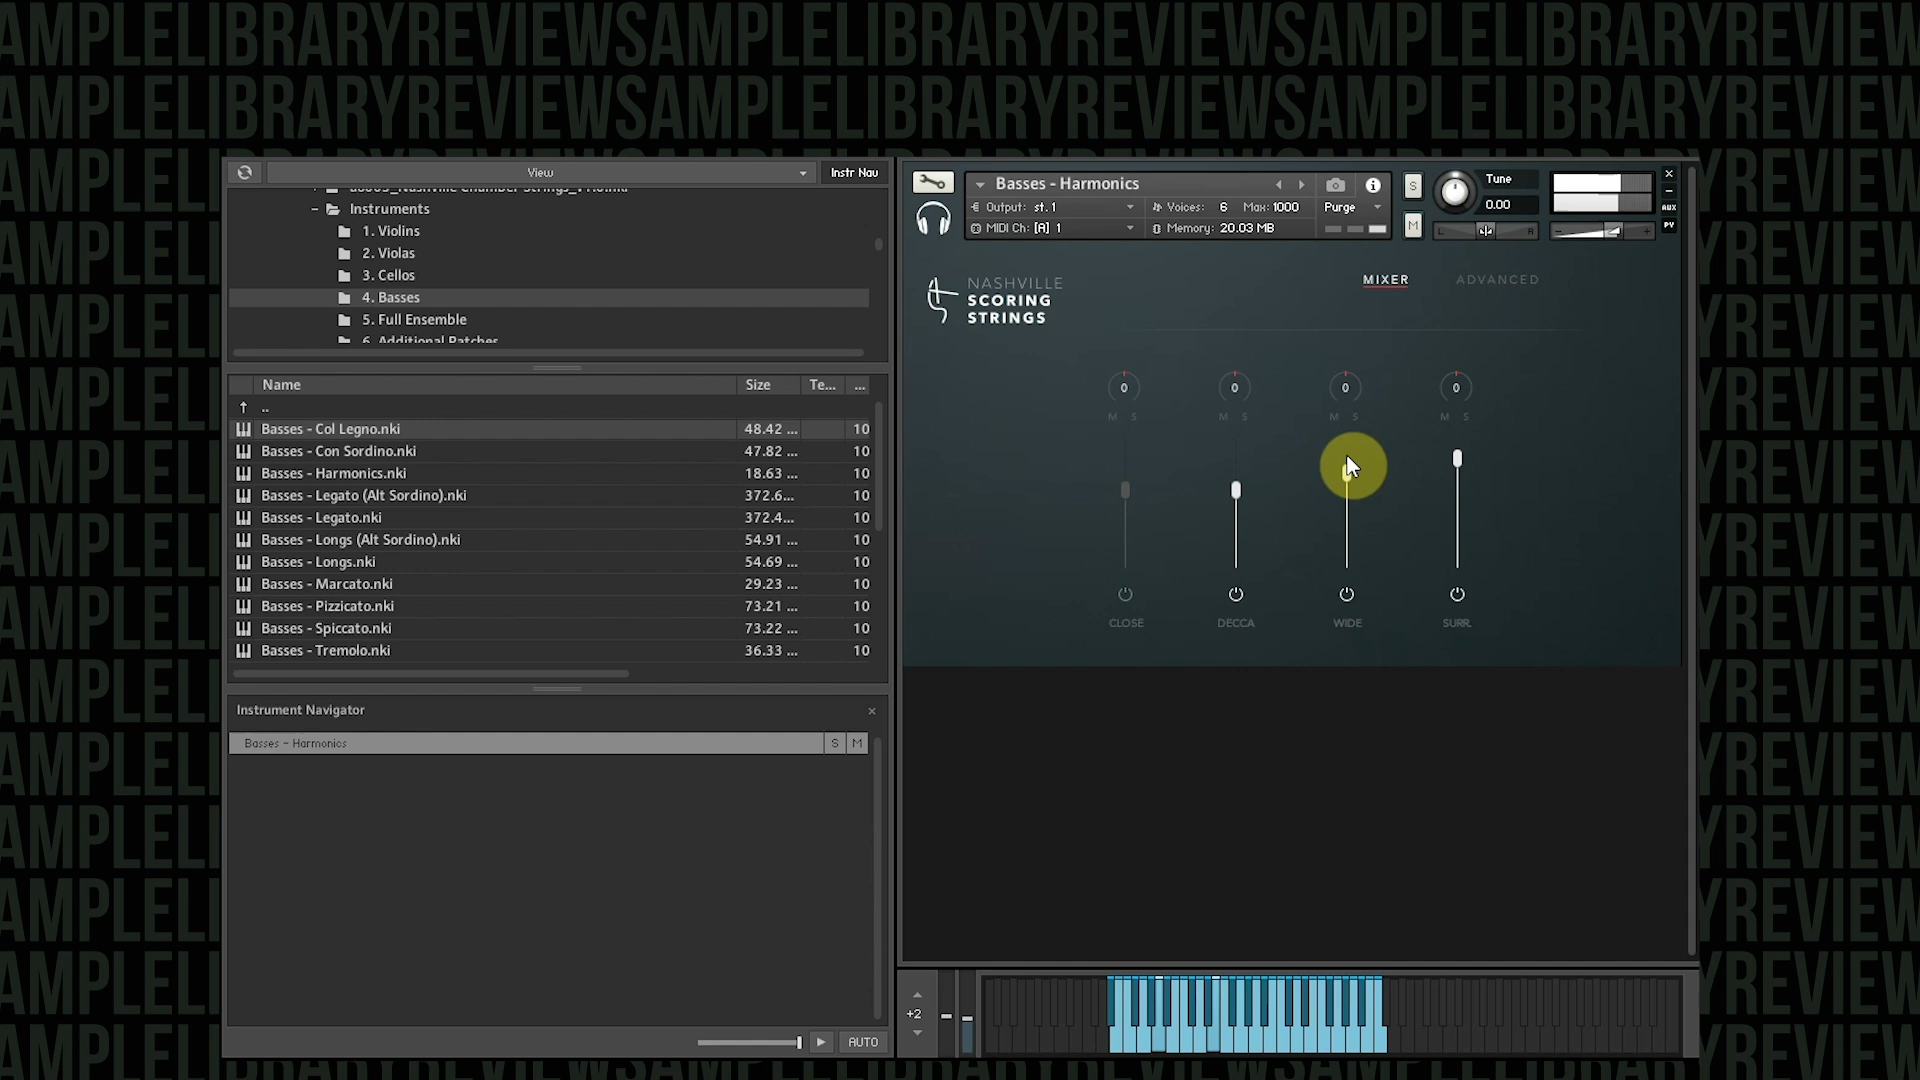 SAMPLELIBRARYREVIEWSAMPLELIBRARYREVIEWSAMPLELIBRARYREVIEW
View
Instr Nav
Instruments
1. Violins
2. Violas
3. Cellos
4. Basses
5. Full Ensemble
6. Additional Patches
Name Size Te... ...
..
Basses - Col Legno.nki 48.42 ... 10
Basses - Con Sordino.nki 47.82 ... 10
Basses - Harmonics.nki 18.63 ... 10
Basses - Legato (Alt Sordino).nki 372.6... 10
Basses - Legato.nki 372.4... 10
Basses - Longs (Alt Sordino).nki 54.91 ... 10
Basses - Longs.nki 54.69 ... 10
Basses - Marcato.nki 29.23 ... 10
Basses - Pizzicato.nki 73.21 ... 10
Basses - Spiccato.nki 73.22 ... 10
Basses - Tremolo.nki 36.33 ... 10
Instrument Navigator ×
Basses - Harmonics S M
AUTO
Basses - Harmonics
Output: st. 1 Voices: 6 Max: 1000 Purge
MIDI Ch: [A] 1 Memory: 20.03 MB
S
M
Tune
0.00
L R
- +
AUX
PV
NASHVILLE
SCORING
STRINGS
MIXER ADVANCED
0 0 0 0
M S M S M S M S
CLOSE DECCA WIDE SURR.
+2